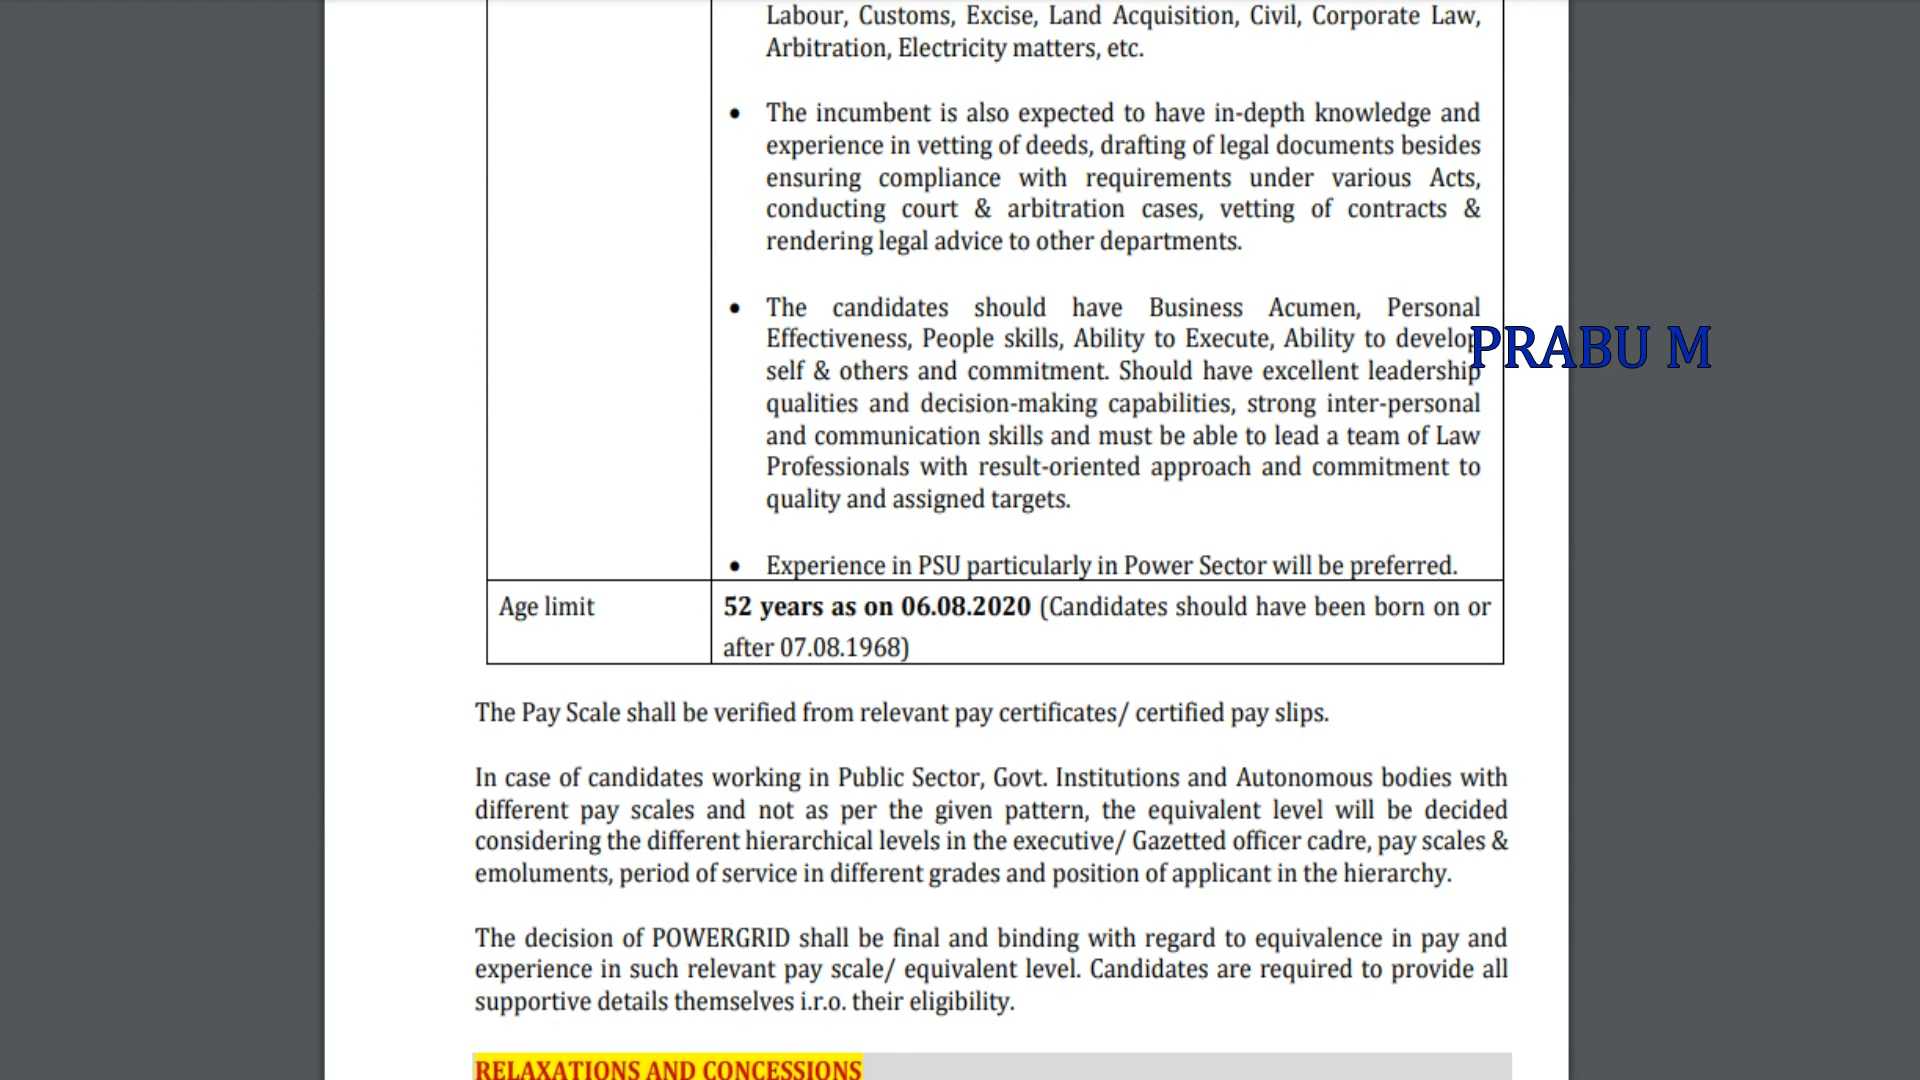 Labour, Customs, Excise, Land Acquisition, Civil, Corporate Law,
Arbitration, Electricity matters, etc.
• The incumbent is also expected to have in-depth knowledge and
experience in vetting of deeds, drafting of legal documents besides
ensuring compliance with requirements under various Acts,
conducting court & arbitration cases, vetting of contracts &
rendering legal advice to other departments.
• The candidates should have Business Acumen, Personal
Effectiveness, People skills, Ability to Execute, Ability to develop
self & others and commitment. Should have excellent leadership
qualities and decision-making capabilities, strong inter-personal
and communication skills and must be able to lead a team of Law
Professionals with result-oriented approach and commitment to
quality and assigned targets.
• Experience in PSU particularly in Power Sector will be preferred.
PRABU M
Age limit
52 years as on 06.08.2020 (Candidates should have been born on or
after 07.08.1968)
The Pay Scale shall be verified from relevant pay certificates/ certified pay slips.
In case of candidates working in Public Sector, Govt. Institutions and Autonomous bodies with
different pay scales and not as per the given pattern, the equivalent level will be decided
considering the different hierarchical levels in the executive/ Gazetted officer cadre, pay scales &
emoluments, period of service in different grades and position of applicant in the hierarchy.
The decision of POWERGRID shall be final and binding with regard to equivalence in pay and
experience in such relevant pay scale/ equivalent level. Candidates are required to provide all
supportive details themselves i.r.o. their eligibility.
RELAXATIONS AND CONCESSIONS